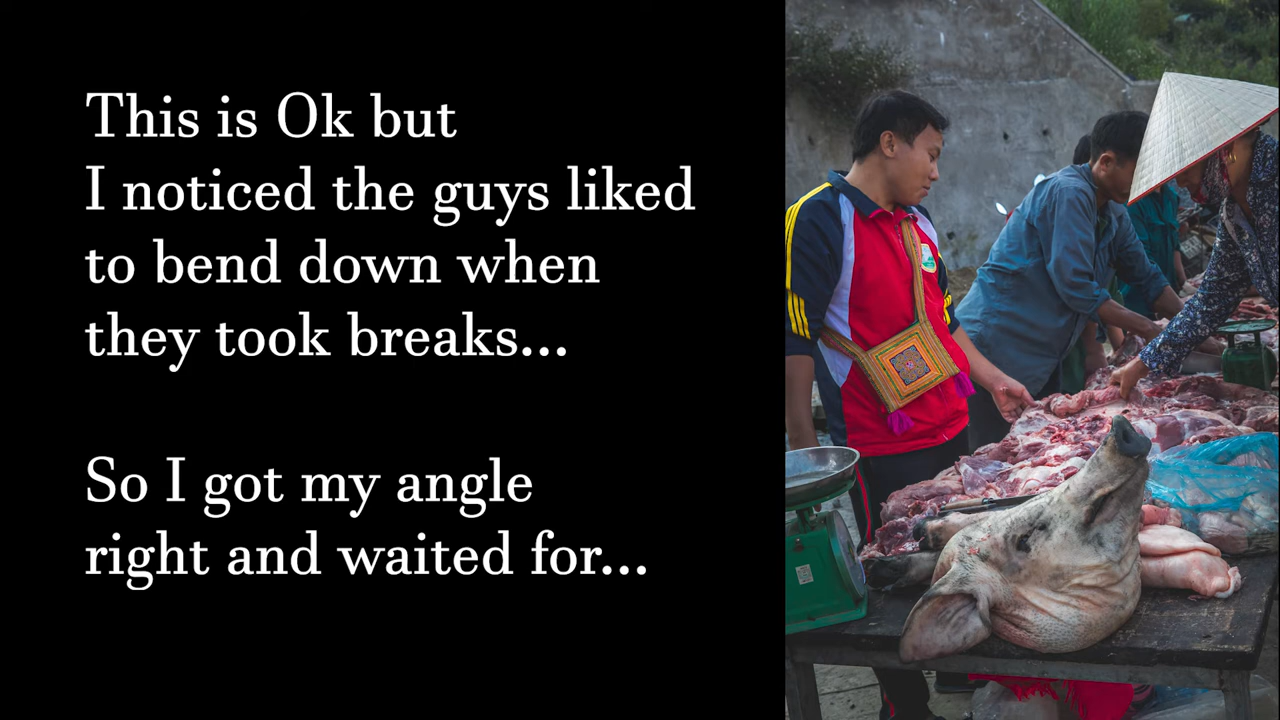 This is Ok but
I noticed the guys liked
to bend down when
they took breaks...
So I got my angle
right and waited for...